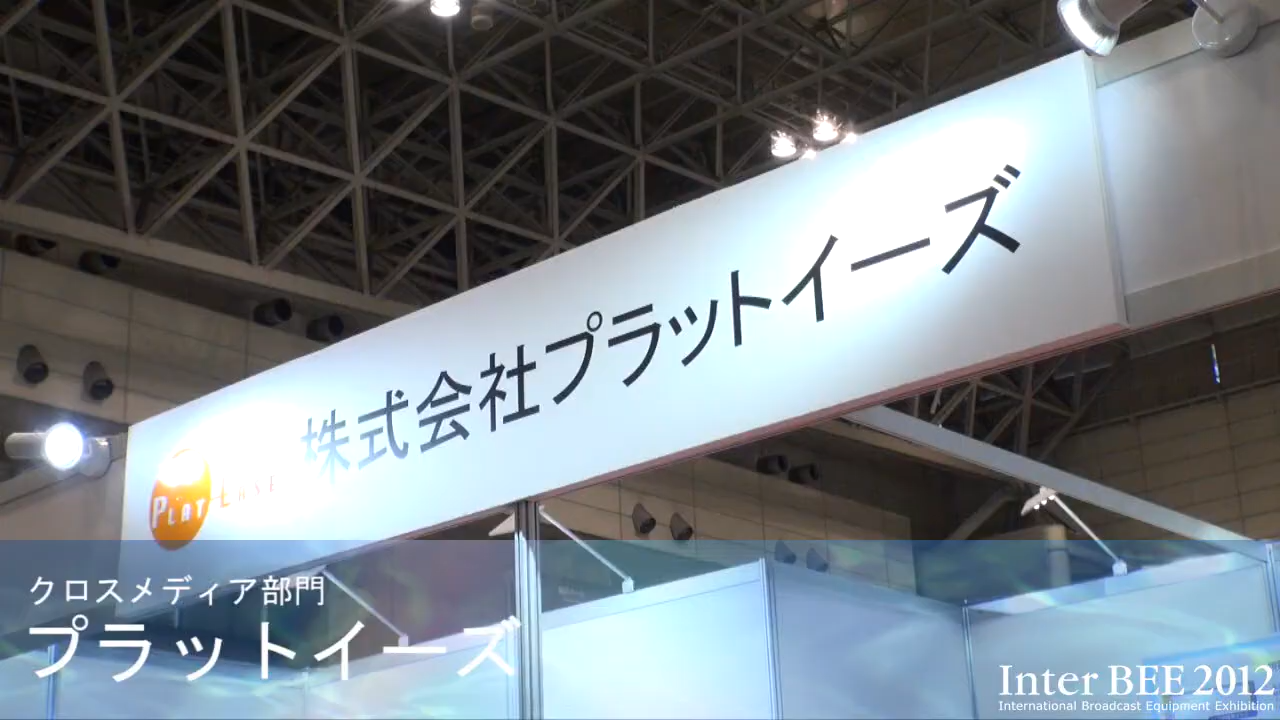 株式会社プラットイーズ
PLAT EASE
クロスメディア部門
プラットイーズ
Inter BEE 2012
International Broadcast Equipment Exhibition